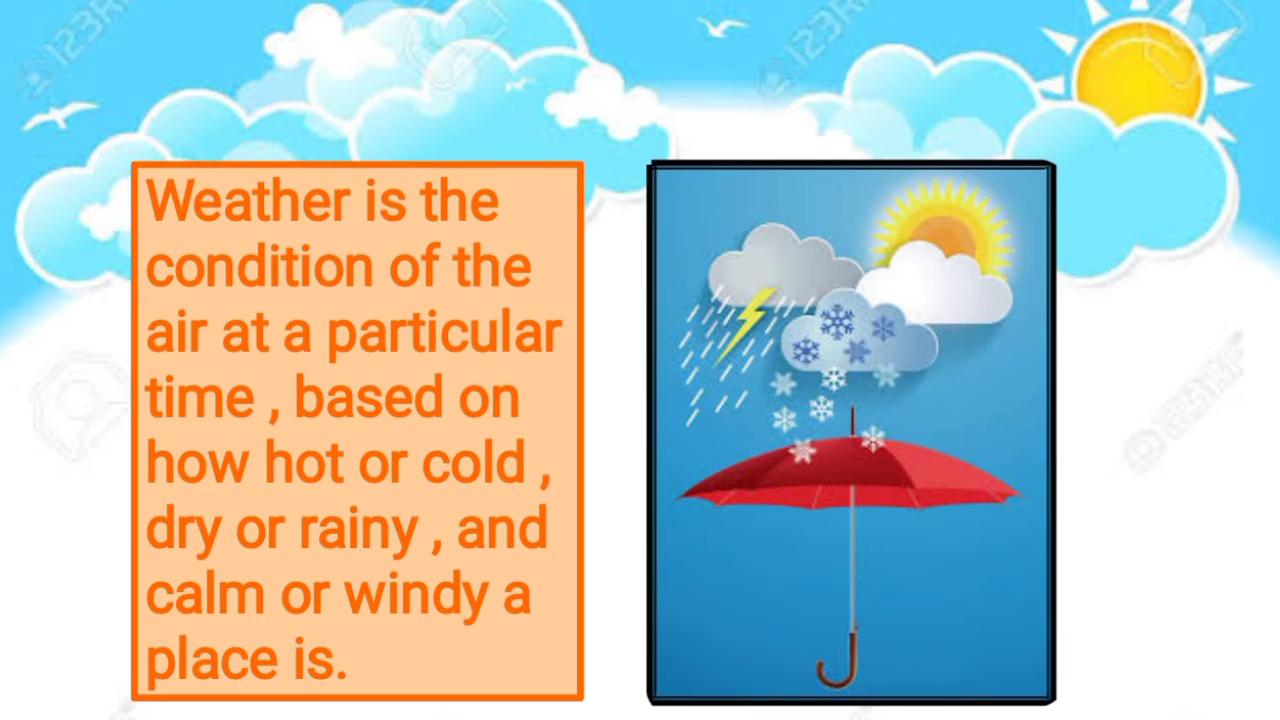 Weather is the
condition of the
air at a particular
time , based on
how hot or cold ,
dry or rainy , and
calm or windy a
place is.
123RF